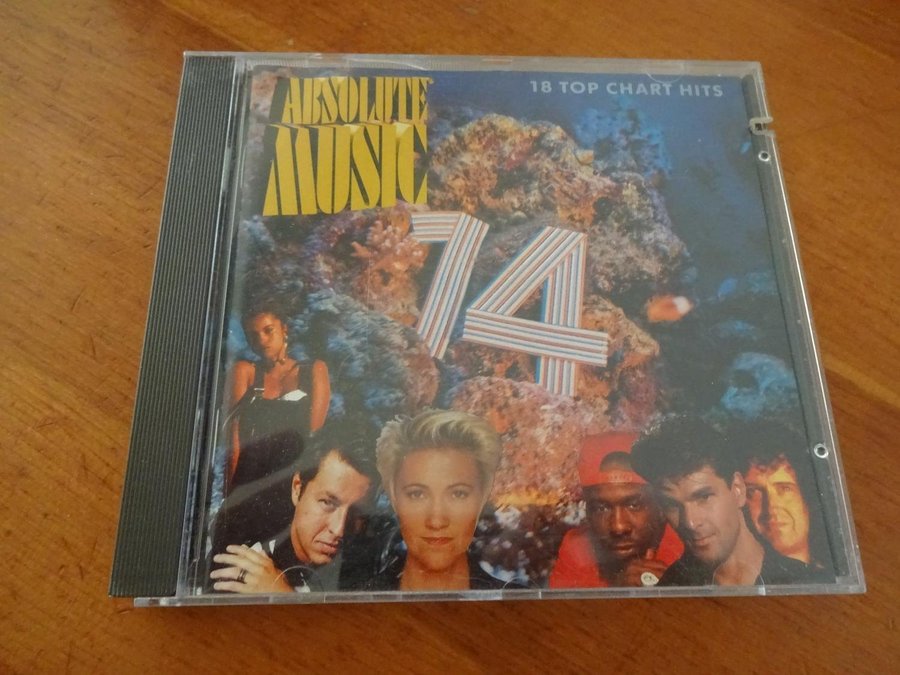 ABSOLUTE
MUSIC
18 TOP CHART HITS
14